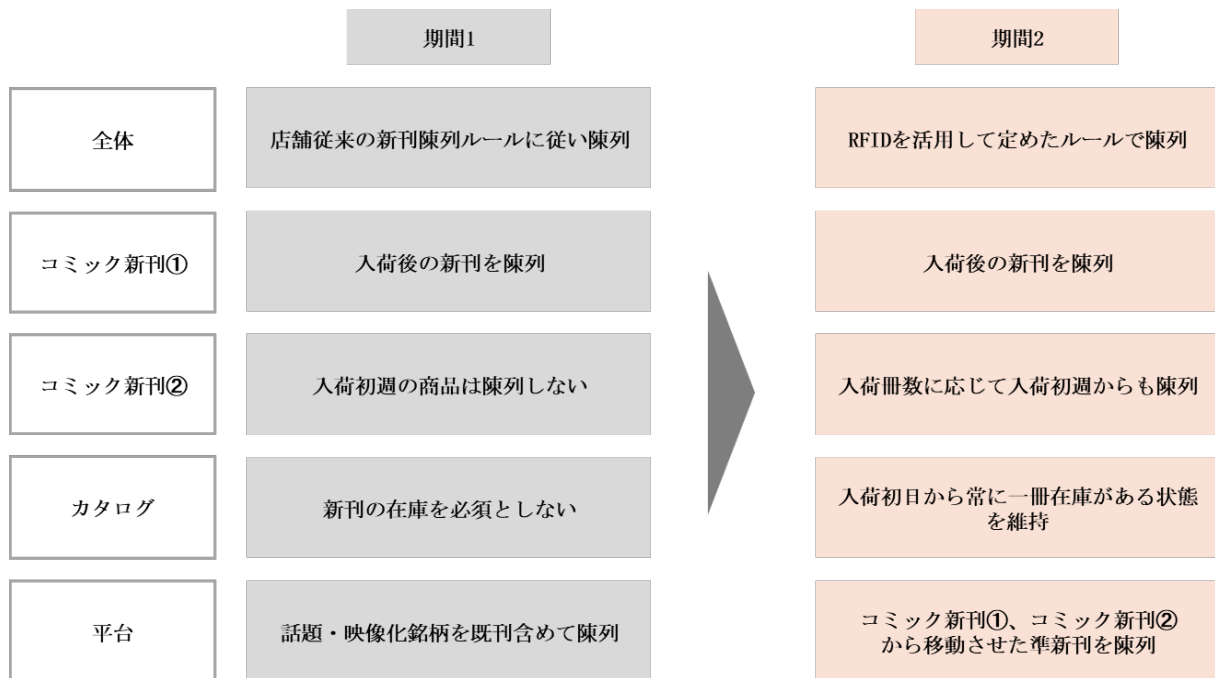 期間1
期間2
全体
店舗従来の新刊陳列ルールに従い陳列
RFIDを活用して定めたルールで陳列
コミック新刊①
入荷後の新刊を陳列
入荷後の新刊を陳列
コミック新刊②
入荷初週の商品は陳列しない
入荷冊数に応じて入荷初週からも陳列
カタログ
新刊の在庫を必須としない
入荷初日から常に一冊在庫がある状態
を維持
平台
話題・映像化銘柄を既刊含めて陳列
コミック新刊①、コミック新刊②
から移動させた準新刊を陳列